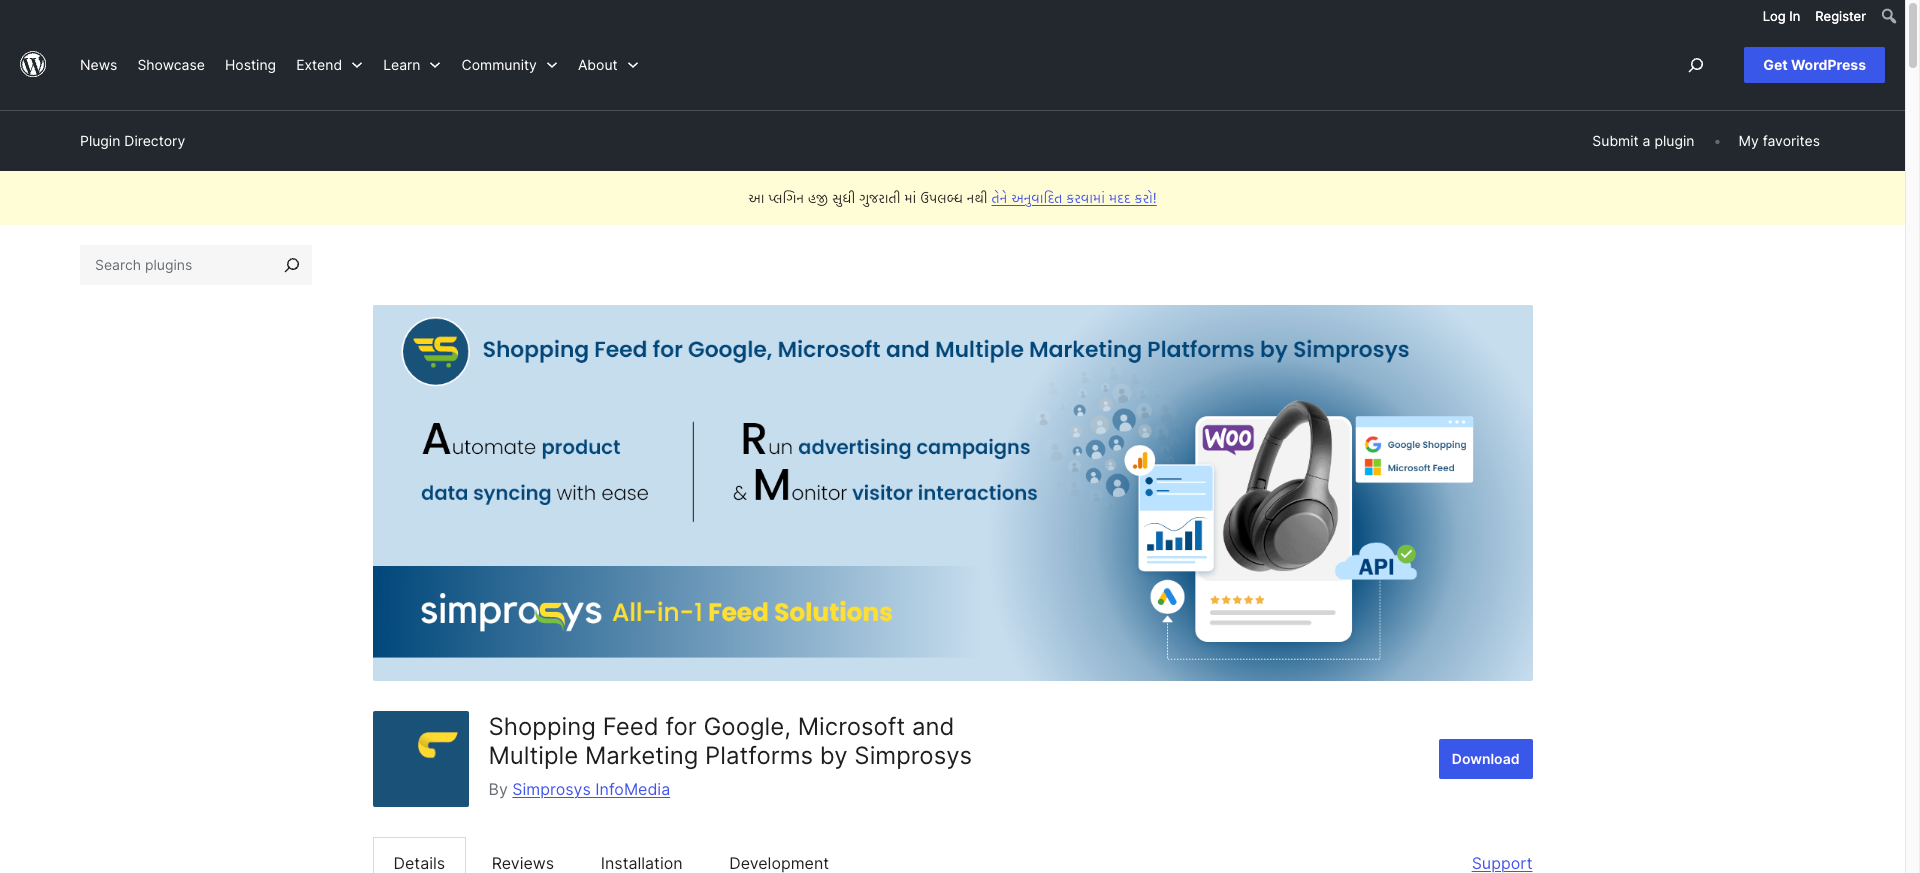 Log In Register
News Showcase Hosting Extend Learn Community About
Get WordPress
Plugin Directory
Submit a plugin • My favorites
આ પ્લગિન હજી સુધી ગુજરાતી માં ઉપલબ્ધ નથી તેને અનુવાદિત કરવામાં મદદ કરો!
Search plugins
Shopping Feed for Google, Microsoft and Multiple Marketing Platforms by Simprosys
Automate product
data syncing with ease
Run advertising campaigns
& Monitor visitor interactions
WOO
Google Shopping
Microsoft Feed
API
simprosys All-in-1 Feed Solutions
Shopping Feed for Google, Microsoft and
Multiple Marketing Platforms by Simprosys
By Simprosys InfoMedia
Download
Details Reviews Installation Development
Support